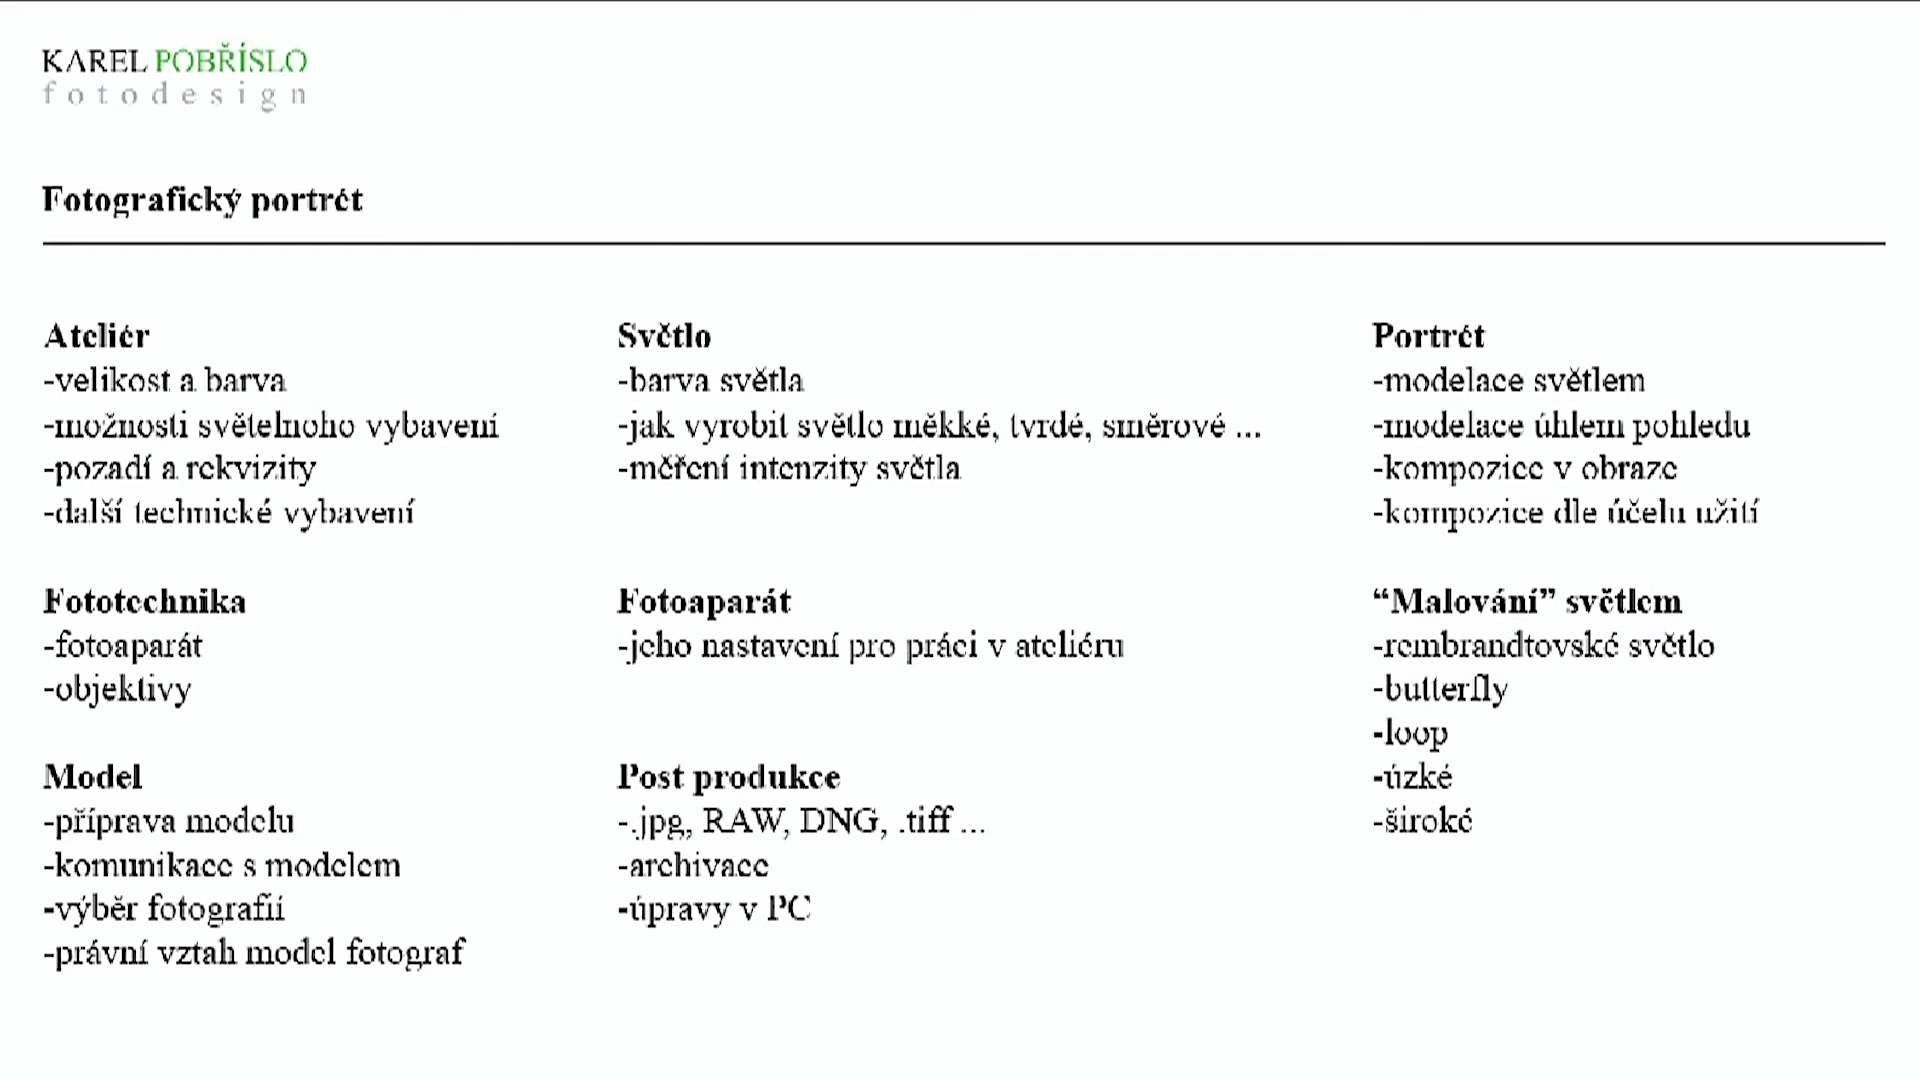 KAREL POBŘÍSLO
fotodesign
Fotografický portrét
Ateliér
-velikost a barva
-možnosti světelnoho vybavení
-pozadí a rekvizity
-další technické vybavení
Fototechnika
-fotoaparát
-objektivy
Model
-příprava modelu
-komunikace s modelem
-výběr fotografií
-právní vztah model fotograf
Světlo
-barva světla
-jak vyrobit světlo měkké, tvrdé, směrové ...
-měření intenzity světla
Fotoaparát
-jeho nastavení pro práci v ateliéru
Post produkce
-.jpg, RAW, DNG, .tiff ...
-archivace
-úpravy v PC
Portrét
-modelace světlem
-modelace úhlem pohledu
-kompozice v obraze
-kompozice dle účelu užití
“Malování” světlem
-rembrandtovské světlo
-butterfly
-loop
-úzké
-široké